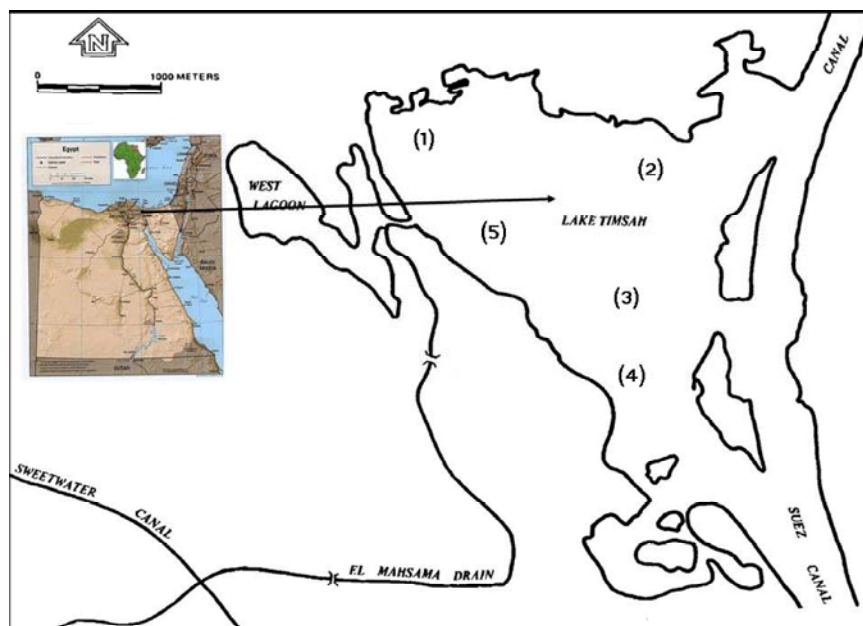 N
0 1000 METERS
CANAL
(1)
(2)
Egypt
WEST
LAGOON
LAKE TIMSAH
(5)
(3)
(4)
SWEETWATER
CANAL
SUEZ
CANAL
EL MAHSAMA DRAIN